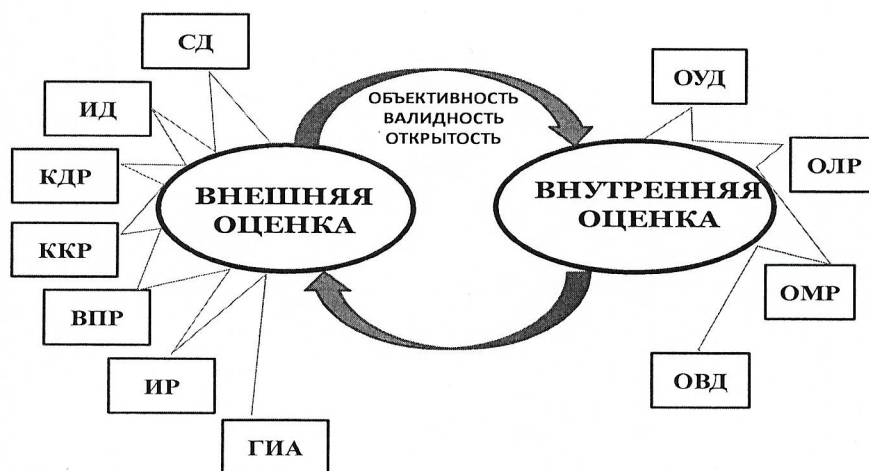 СД
ИД
КДР
ККР
ВПР
ИР
ГИА
ВНЕШНЯЯ
ОЦЕНКА
ОБЪЕКТИВНОСТЬ
ВАЛИДНОСТЬ
ОТКРЫТОСТЬ
ВНУТРЕННЯЯ
ОЦЕНКА
ОУД
ОЛР
ОМР
ОВД